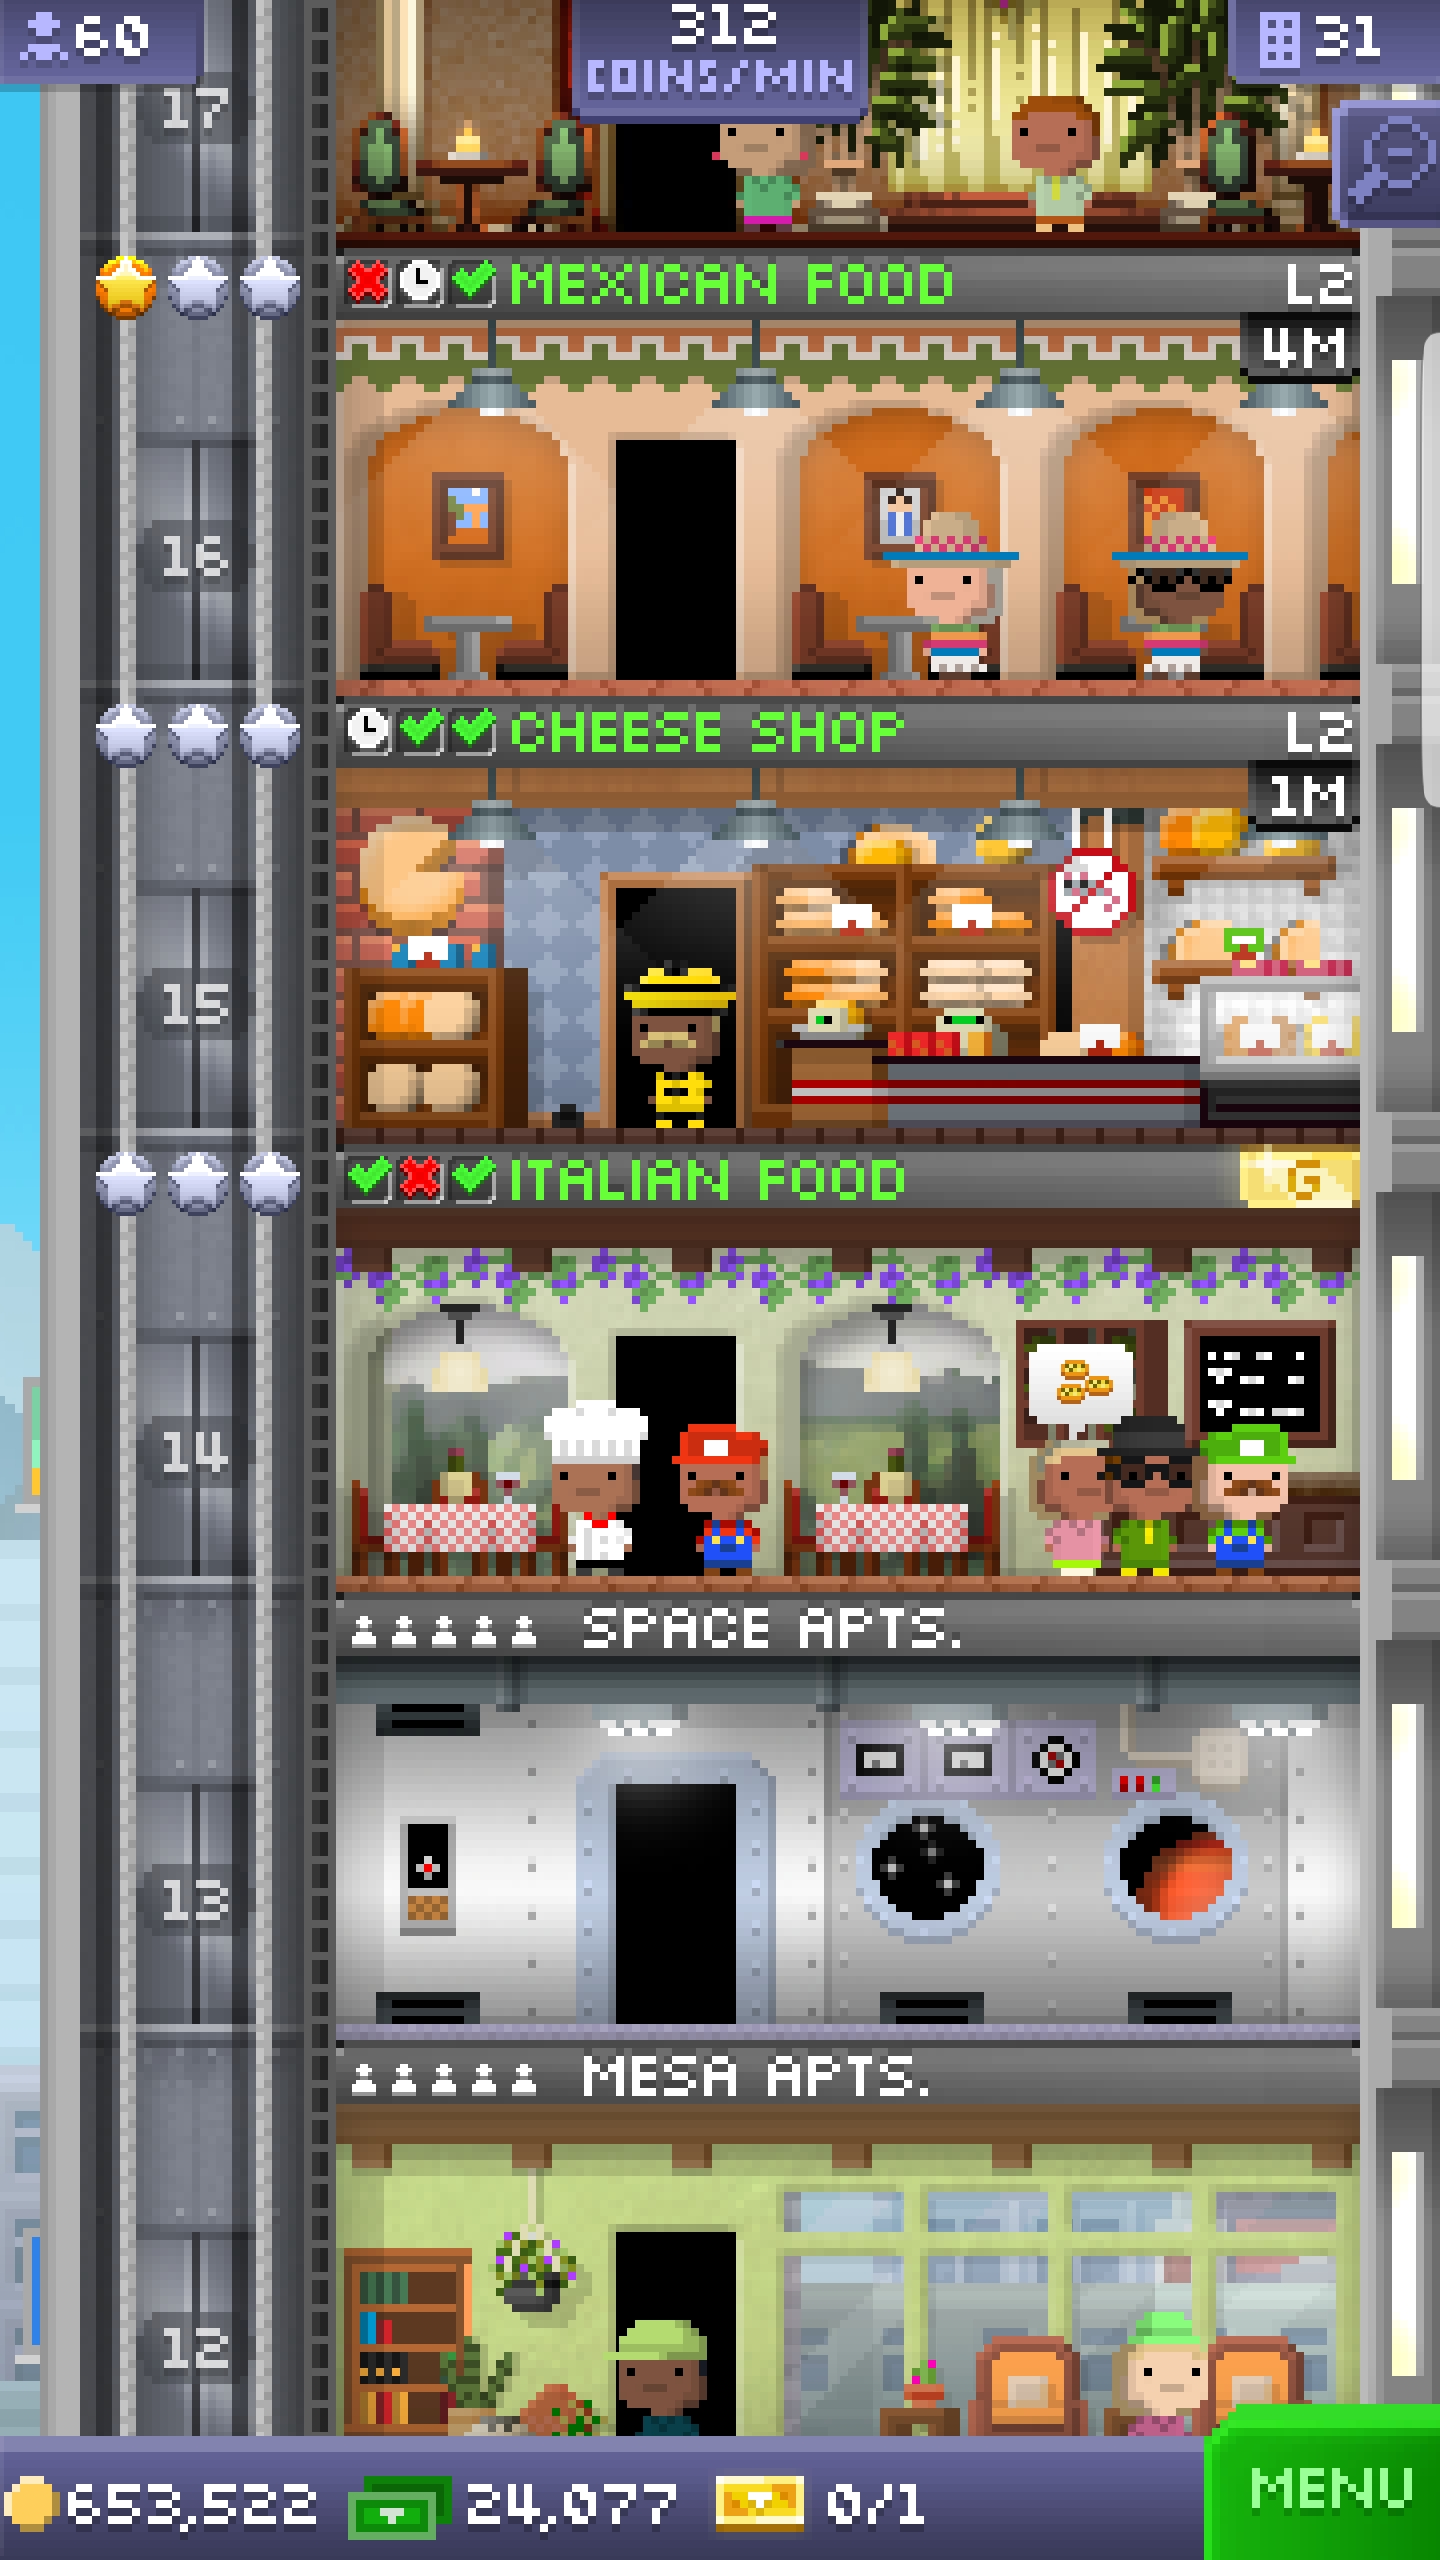 60
312
COINS/MIN
31
17
MEXICAN FOOD L2
4M
16
CHEESE SHOP L2
1M
15
ITALIAN FOOD G
14
SPACE APTS.
13
MESA APTS.
12
653,522 24,077 0/1
MENU